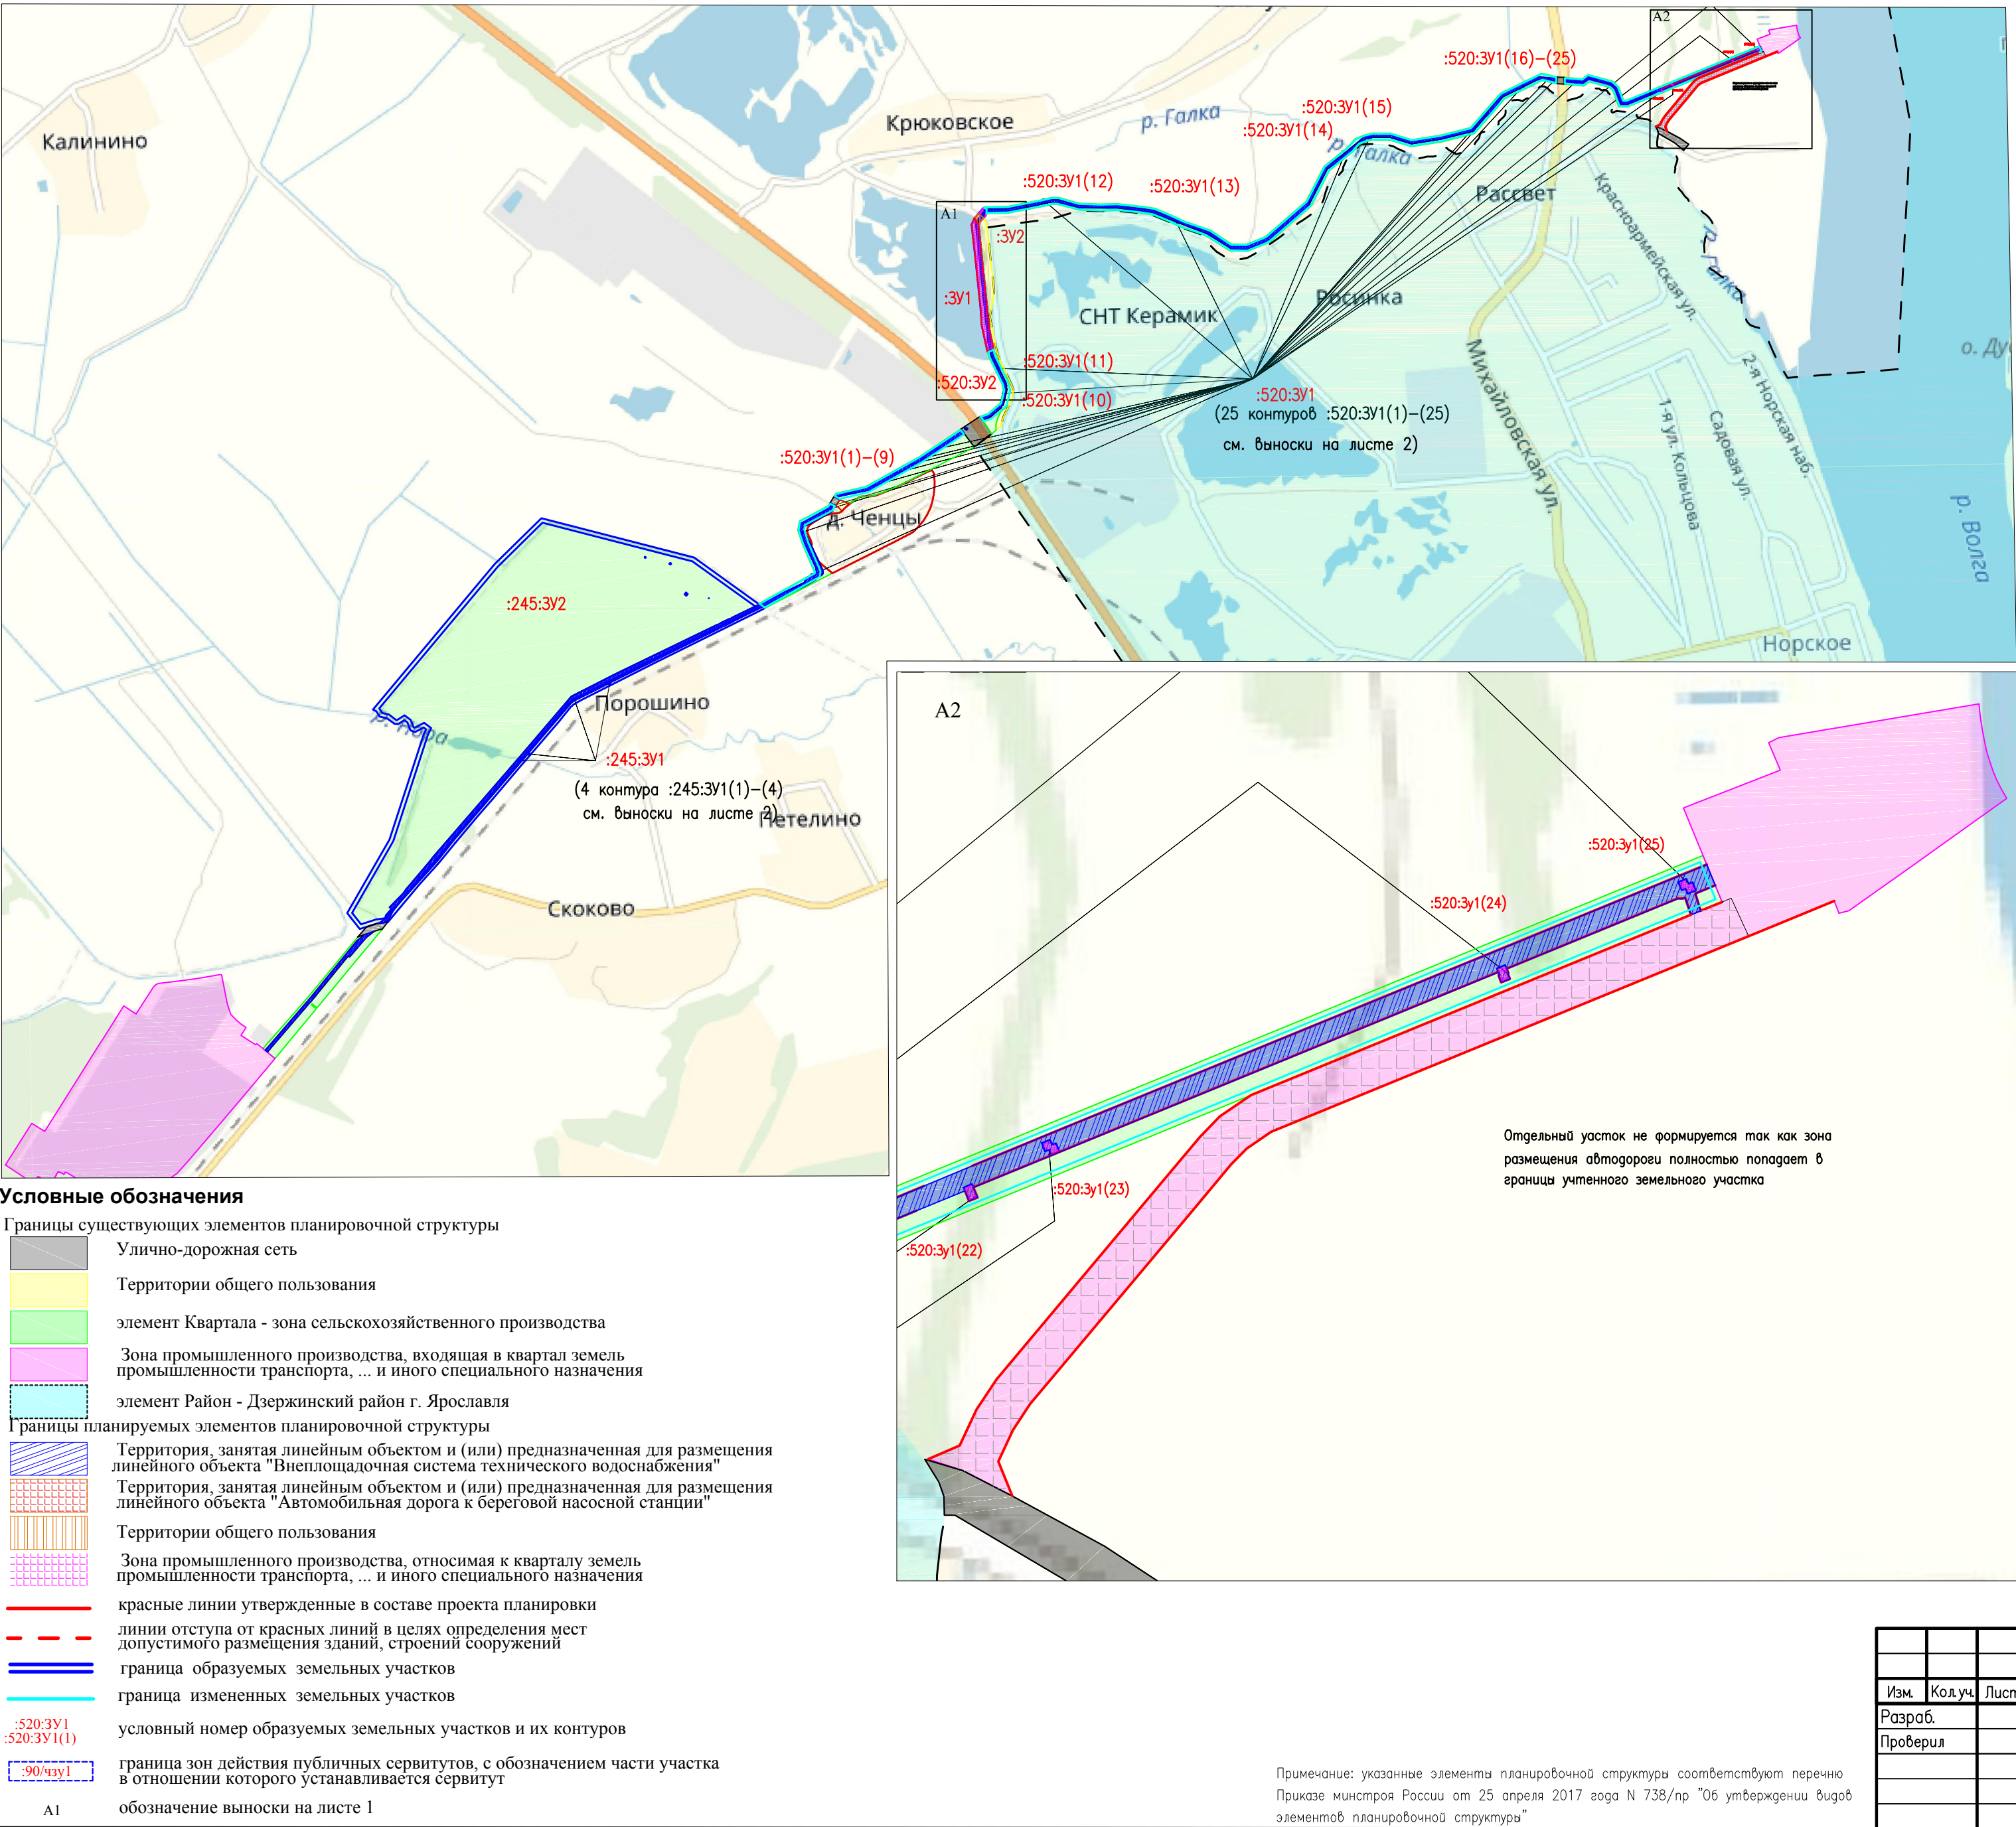 А2
:520:ЗУ1(16)-(25)
Калинино
Крюковское
р. Галка
:520:ЗУ1(15)
:520:ЗУ1(14)
р. Галка
:520:ЗУ1(12)
:520:ЗУ1(13)
Рассвет
Красноармейская ул.
А1
:ЗУ2
р. Галка
:ЗУ1
СНТ Керамик
Росинка
о. Ду
:520:ЗУ1(11)
:520:ЗУ2
:520:ЗУ1(10)
:520:ЗУ1
(25 контуров :520:ЗУ1(1)-(25)
см. выноски на листе 2)
Михайловская ул.
1-я ул. Кольцова
Садовая ул.
2-я Норская наб.
:520:ЗУ1(1)-(9)
д. Ченцы
р. Волга
:245:ЗУ2
Норское
Порошино
р. Нора
:245:ЗУ1
(4 контура :245:ЗУ1(1)-(4)
см. выноски на листе 2)
Петелино
Скоково
А2
:520:Зу1(25)
:520:Зу1(24)
Отдельный уасток не формируется так как зона
размещения автодороги полностью попадает в
границы учтенного земельного участка
:520:Зу1(23)
:520:Зу1(22)
Условные обозначения
Границы существующих элементов планировочной структуры
Улично-дорожная сеть
Территории общего пользования
элемент Квартала - зона сельскохозяйственного производства
Зона промышленного производства, входящая в квартал земель
промышленности транспорта, ... и иного специального назначения
элемент Район - Дзержинский район г. Ярославля
Границы планируемых элементов планировочной структуры
Территория, занятая линейным объектом и (или) предназначенная для размещения
линейного объекта "Внеплощадочная система технического водоснабжения"
Территория, занятая линейным объектом и (или) предназначенная для размещения
линейного объекта "Автомобильная дорога к береговой насосной станции"
Территории общего пользования
Зона промышленного производства, относимая к кварталу земель
промышленности транспорта, ... и иного специального назначения
красные линии утвержденные в составе проекта планировки
линии отступа от красных линий в целях определения мест
допустимого размещения зданий, строений сооружений
граница образуемых земельных участков
граница измененных земельных участков
:520:ЗУ1
:520:ЗУ1(1)
условный номер образуемых земельных участков и их контуров
:90/чзу1
граница зон действия публичных сервитутов, с обозначением части участка
в отношении которого устанавливается сервитут
А1
обозначение выноски на листе 1
Примечание: указанные элементы планировочной структуры соответствуют перечню
Приказе минстроя России от 25 апреля 2017 года N 738/пр "Об утверждении видов
элементов планировочной структуры"
Изм. Кол.уч. Лист
Разраб.
Проверил